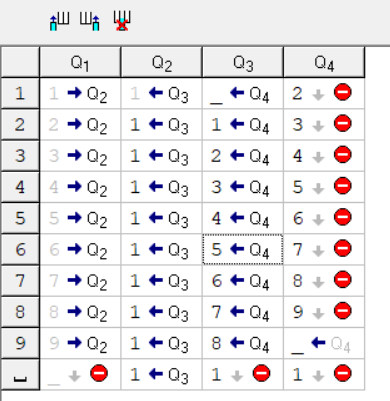 Q1 Q2 Q3 Q4
1 1 → Q2 1 ← Q3 _ ← Q4 2 ↓
2 2 → Q2 1 ← Q3 1 ← Q4 3 ↓
3 3 → Q2 1 ← Q3 2 ← Q4 4 ↓
4 4 → Q2 1 ← Q3 3 ← Q4 5 ↓
5 5 → Q2 1 ← Q3 4 ← Q4 6 ↓
6 6 → Q2 1 ← Q3 5 ← Q4 7 ↓
7 7 → Q2 1 ← Q3 6 ← Q4 8 ↓
8 8 → Q2 1 ← Q3 7 ← Q4 9 ↓
9 9 → Q2 1 ← Q3 8 ← Q4 _ ← Q4
⎵ _ ↓ 1 ← Q3 1 ↓ 1 ↓